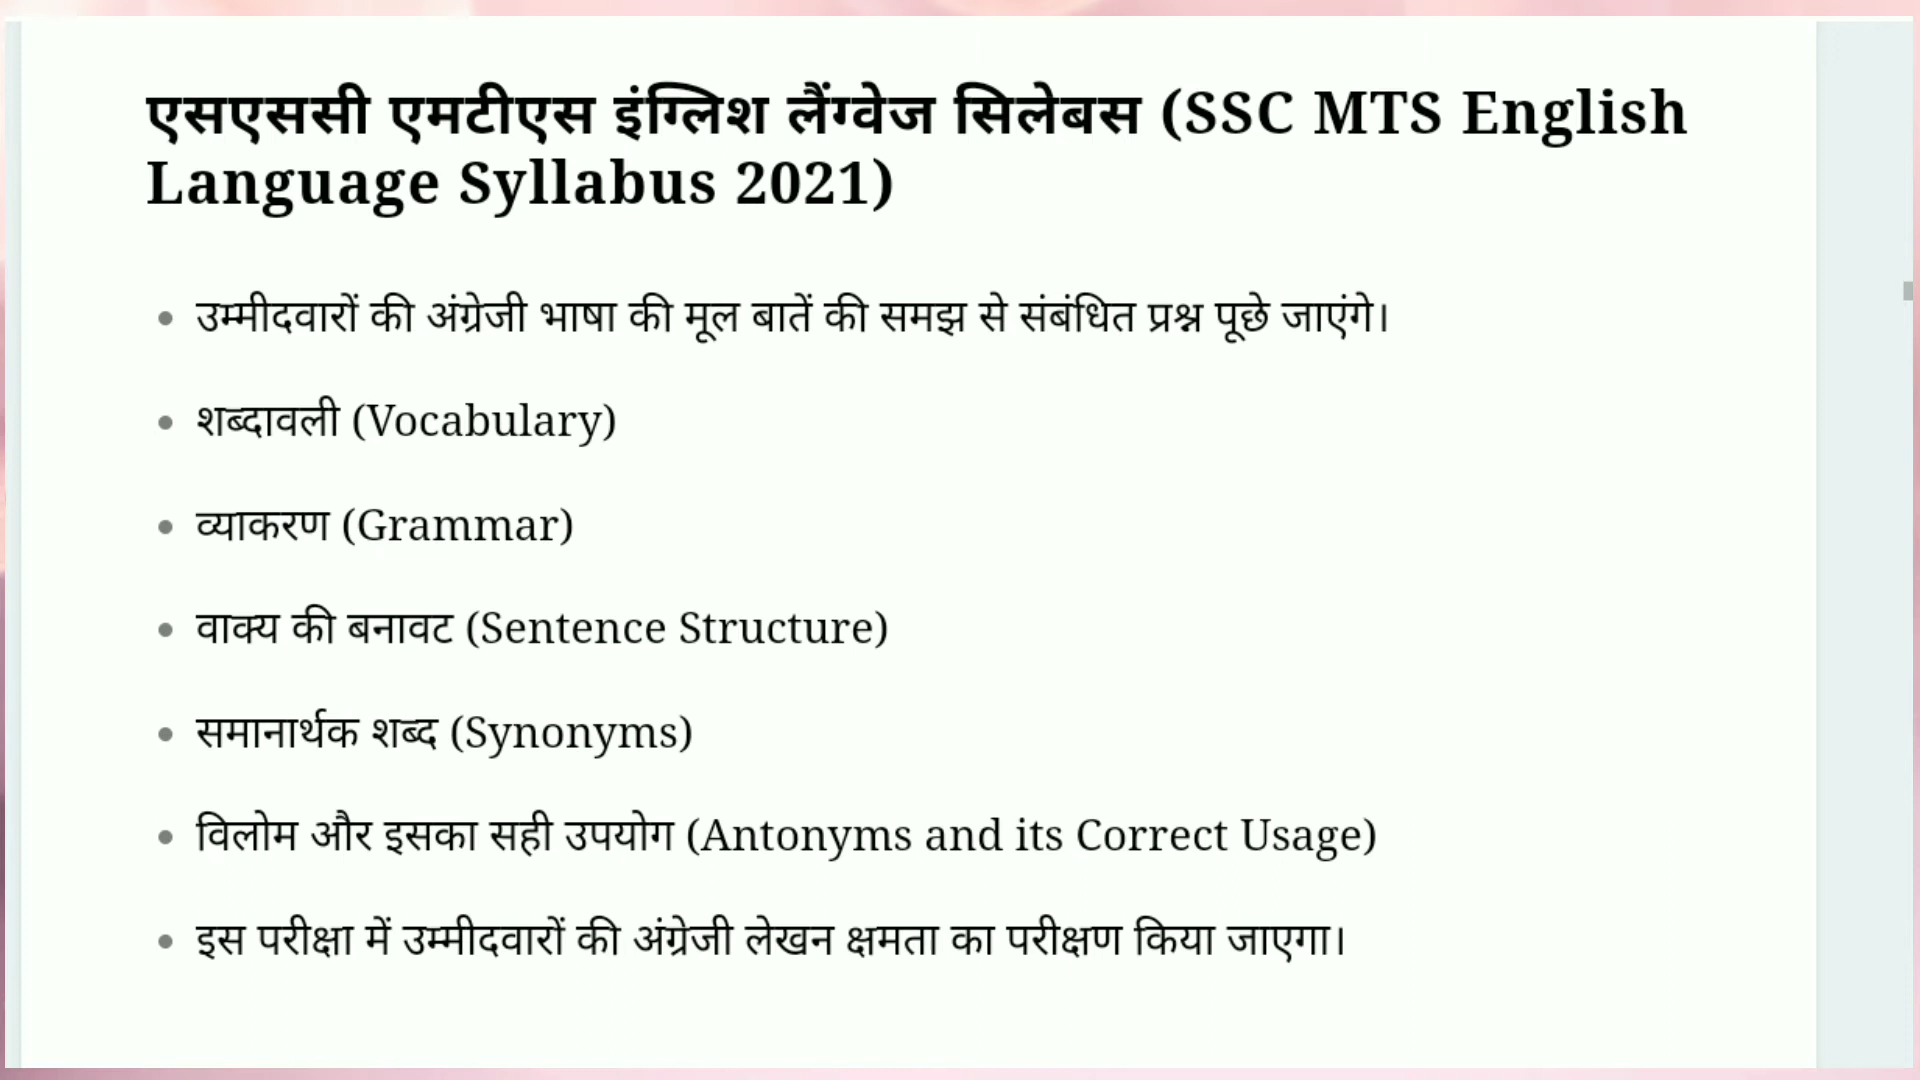 एसएससी एमटीएस इंग्लिश लैंग्वेज सिलेबस (SSC MTS English
Language Syllabus 2021)
उम्मीदवारों की अंग्रेजी भाषा की मूल बातें की समझ से संबंधित प्रश्न पूछे जाएंगे।
शब्दावली (Vocabulary)
व्याकरण (Grammar)
वाक्य की बनावट (Sentence Structure)
समानार्थक शब्द (Synonyms)
विलोम और इसका सही उपयोग (Antonyms and its Correct Usage)
इस परीक्षा में उम्मीदवारों की अंग्रेजी लेखन क्षमता का परीक्षण किया जाएगा।